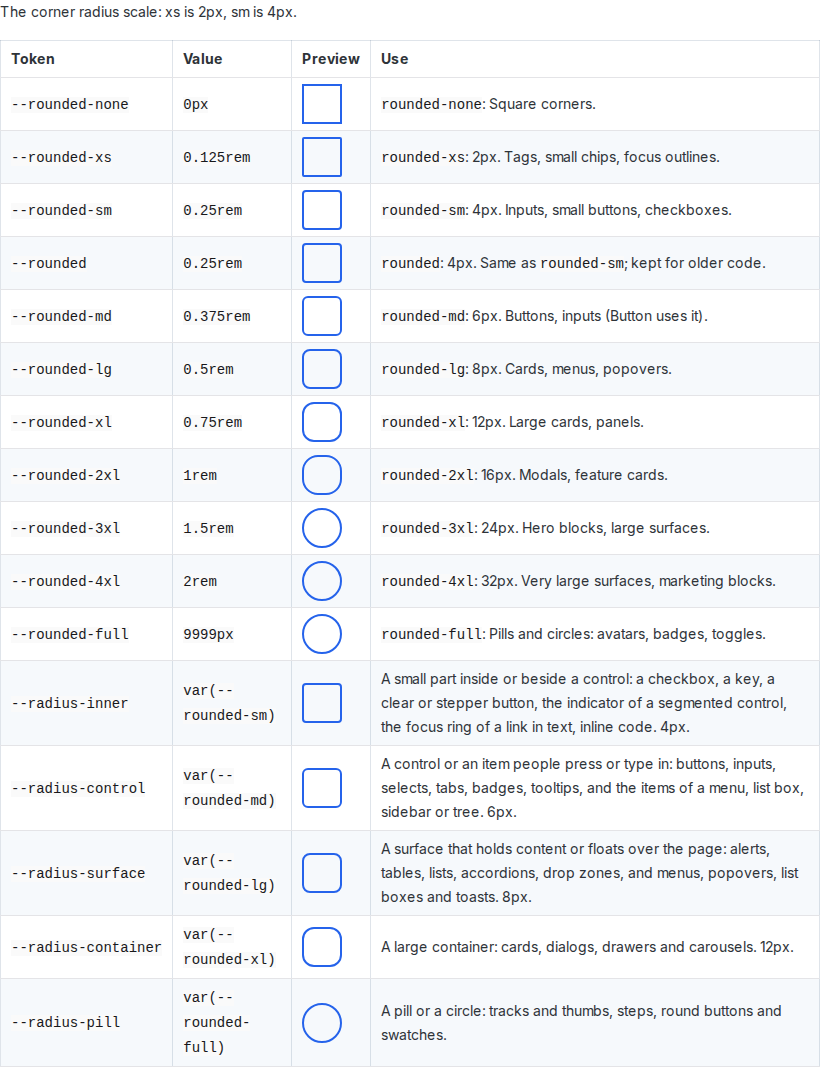 The corner radius scale: xs is 2px, sm is 4px.
Token Value Preview Use
--rounded-none 0px rounded-none: Square corners.
--rounded-xs 0.125rem rounded-xs: 2px. Tags, small chips, focus outlines.
--rounded-sm 0.25rem rounded-sm: 4px. Inputs, small buttons, checkboxes.
--rounded 0.25rem rounded: 4px. Same as rounded-sm; kept for older code.
--rounded-md 0.375rem rounded-md: 6px. Buttons, inputs (Button uses it).
--rounded-lg 0.5rem rounded-lg: 8px. Cards, menus, popovers.
--rounded-xl 0.75rem rounded-xl: 12px. Large cards, panels.
--rounded-2xl 1rem rounded-2xl: 16px. Modals, feature cards.
--rounded-3xl 1.5rem rounded-3xl: 24px. Hero blocks, large surfaces.
--rounded-4xl 2rem rounded-4xl: 32px. Very large surfaces, marketing blocks.
--rounded-full 9999px rounded-full: Pills and circles: avatars, badges, toggles.
--radius-inner
var(--
rounded-sm)
A small part inside or beside a control: a checkbox, a key, a
clear or stepper button, the indicator of a segmented control,
the focus ring of a link in text, inline code. 4px.
--radius-control
var(--
rounded-md)
A control or an item people press or type in: buttons, inputs,
selects, tabs, badges, tooltips, and the items of a menu, list box,
sidebar or tree. 6px.
--radius-surface
var(--
rounded-lg)
A surface that holds content or floats over the page: alerts,
tables, lists, accordions, drop zones, and menus, popovers, list
boxes and toasts. 8px.
--radius-container
var(--
rounded-xl)
A large container: cards, dialogs, drawers and carousels. 12px.
--radius-pill
var(--
rounded-
full)
A pill or a circle: tracks and thumbs, steps, round buttons and
swatches.